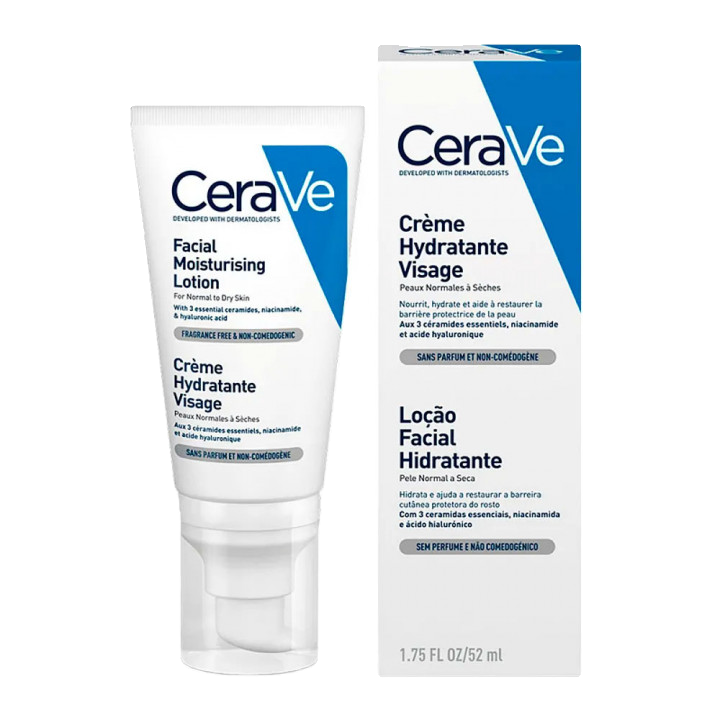 CeraVe
DEVELOPED WITH DERMATOLOGISTS
Facial
Moisturising
Lotion
For Normal to Dry Skin
With 3 essential ceramides, niacinamide,
& hyaluronic acid
FRAGRANCE FREE & NON-COMEDOGENIC
Crème
Hydratante
Visage
Peaux Normales à Sèches
Aux 3 céramides essentiels, niacinamide
et acide hyaluronique
SANS PARFUM ET NON-COMÉDOGÈNE
CeraVe
CeraVe
DEVELOPED WITH DERMATOLOGISTS
Crème
Hydratante
Visage
Peaux Normales à Sèches
Nourrit, hydrate et aide à restaurer la
barrière protectrice de la peau
Aux 3 céramides essentiels, niacinamide
et acide hyaluronique
SANS PARFUM ET NON-COMÉDOGÈNE
Loção
Facial
Hidratante
Pele Normal a Seca
Hidrata e ajuda a restaurar a barreira
cutânea protetora do rosto
Com 3 ceramidas essenciais, niacinamida
e ácido hialurónico
SEM PERFUME E NÃO COMEDOGÉNICO
1.75 FL OZ/52 ml